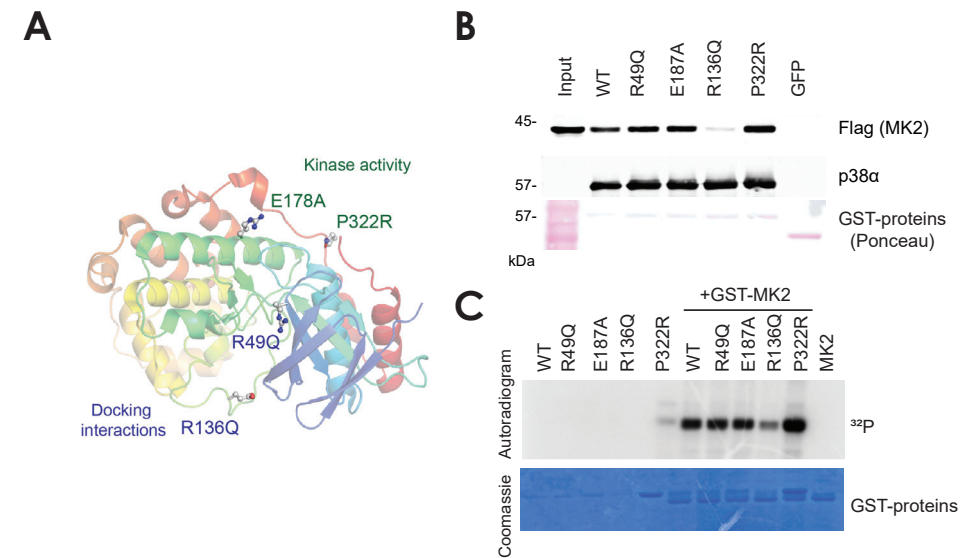 A
Kinase activity
E178A
P322R
R49Q
Docking
interactions
R136Q
B
Input
WT
R49Q
E187A
R136Q
P322R
GFP
45-
Flag (MK2)
57-
p38α
57-
GST-proteins
(Ponceau)
kDa
C
+GST-MK2
WT
R49Q
E187A
R136Q
P322R
WT
R49Q
E187A
R136Q
P322R
MK2
Autoradiogram
³²P
Coomassie
GST-proteins